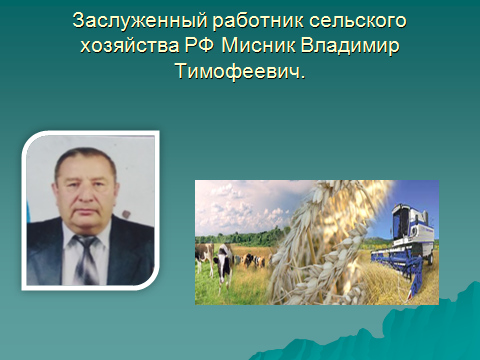 Заслуженный работник сельского
хозяйства РФ Мисник Владимир
Тимофеевич.